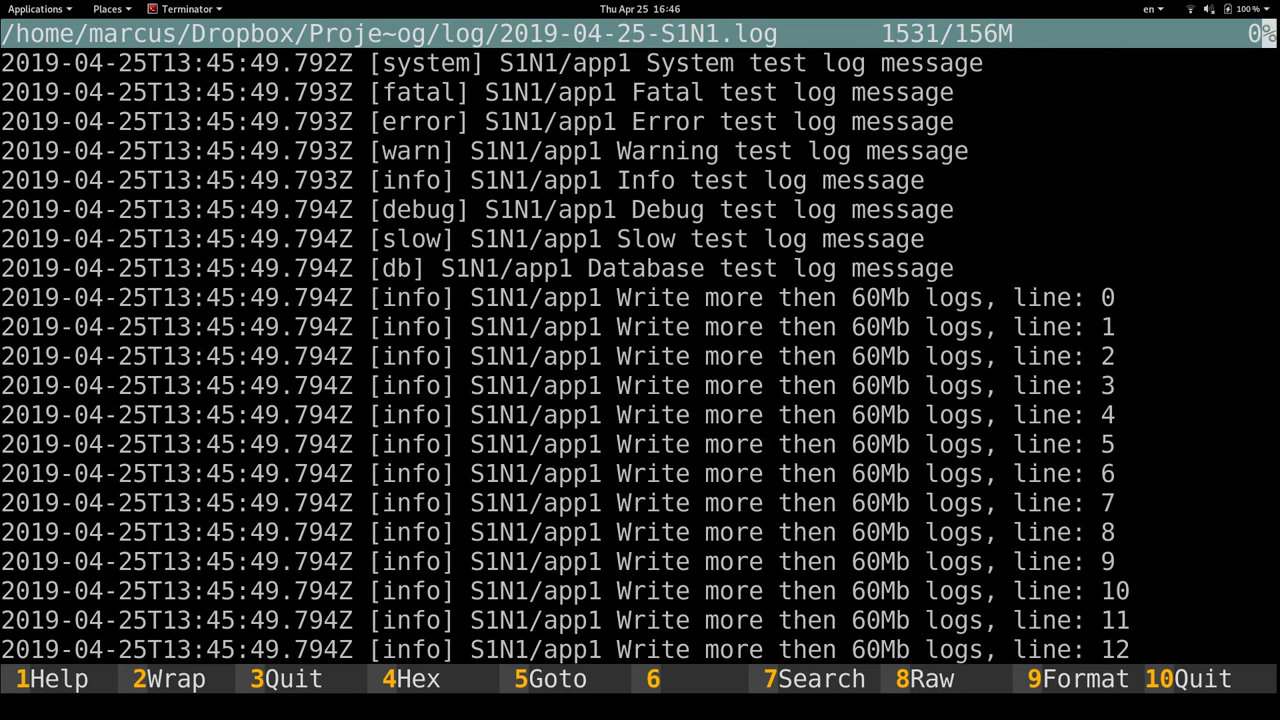 Applications Places Terminator Thu Apr 25 16:46 en 100%
/home/marcus/Dropbox/Proje~og/log/2019-04-25-S1N1.log 1531/156M 0%
2019-04-25T13:45:49.792Z [system] S1N1/app1 System test log message
2019-04-25T13:45:49.793Z [fatal] S1N1/app1 Fatal test log message
2019-04-25T13:45:49.793Z [error] S1N1/app1 Error test log message
2019-04-25T13:45:49.793Z [warn] S1N1/app1 Warning test log message
2019-04-25T13:45:49.793Z [info] S1N1/app1 Info test log message
2019-04-25T13:45:49.794Z [debug] S1N1/app1 Debug test log message
2019-04-25T13:45:49.794Z [slow] S1N1/app1 Slow test log message
2019-04-25T13:45:49.794Z [db] S1N1/app1 Database test log message
2019-04-25T13:45:49.794Z [info] S1N1/app1 Write more then 60Mb logs, line: 0
2019-04-25T13:45:49.794Z [info] S1N1/app1 Write more then 60Mb logs, line: 1
2019-04-25T13:45:49.794Z [info] S1N1/app1 Write more then 60Mb logs, line: 2
2019-04-25T13:45:49.794Z [info] S1N1/app1 Write more then 60Mb logs, line: 3
2019-04-25T13:45:49.794Z [info] S1N1/app1 Write more then 60Mb logs, line: 4
2019-04-25T13:45:49.794Z [info] S1N1/app1 Write more then 60Mb logs, line: 5
2019-04-25T13:45:49.794Z [info] S1N1/app1 Write more then 60Mb logs, line: 6
2019-04-25T13:45:49.794Z [info] S1N1/app1 Write more then 60Mb logs, line: 7
2019-04-25T13:45:49.794Z [info] S1N1/app1 Write more then 60Mb logs, line: 8
2019-04-25T13:45:49.794Z [info] S1N1/app1 Write more then 60Mb logs, line: 9
2019-04-25T13:45:49.794Z [info] S1N1/app1 Write more then 60Mb logs, line: 10
2019-04-25T13:45:49.794Z [info] S1N1/app1 Write more then 60Mb logs, line: 11
2019-04-25T13:45:49.794Z [info] S1N1/app1 Write more then 60Mb logs, line: 12
1Help 2Wrap 3Quit 4Hex 5Goto 6 7Search 8Raw 9Format 10Quit